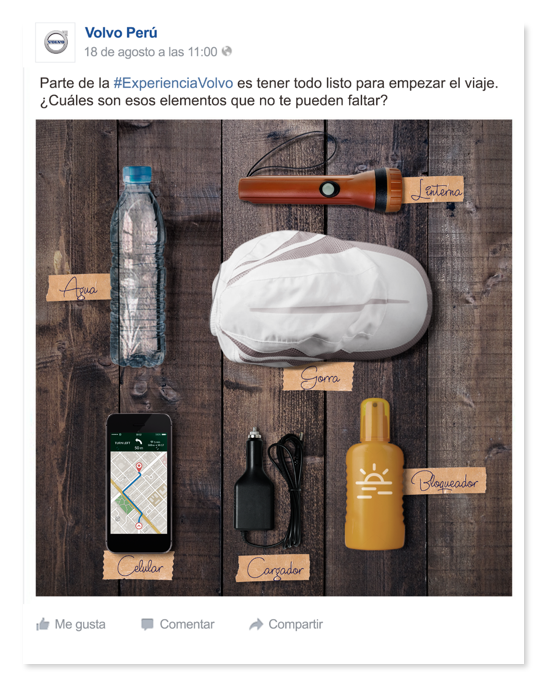 VOLVO
Volvo Perú
18 de agosto a las 11:00
Parte de la #ExperienciaVolvo es tener todo listo para empezar el viaje.
¿Cuáles son esos elementos que no te pueden faltar?
Linterna
Agua
Gorra
50 m
Bloqueador
Celular
Cargador
Me gusta
Comentar
Compartir